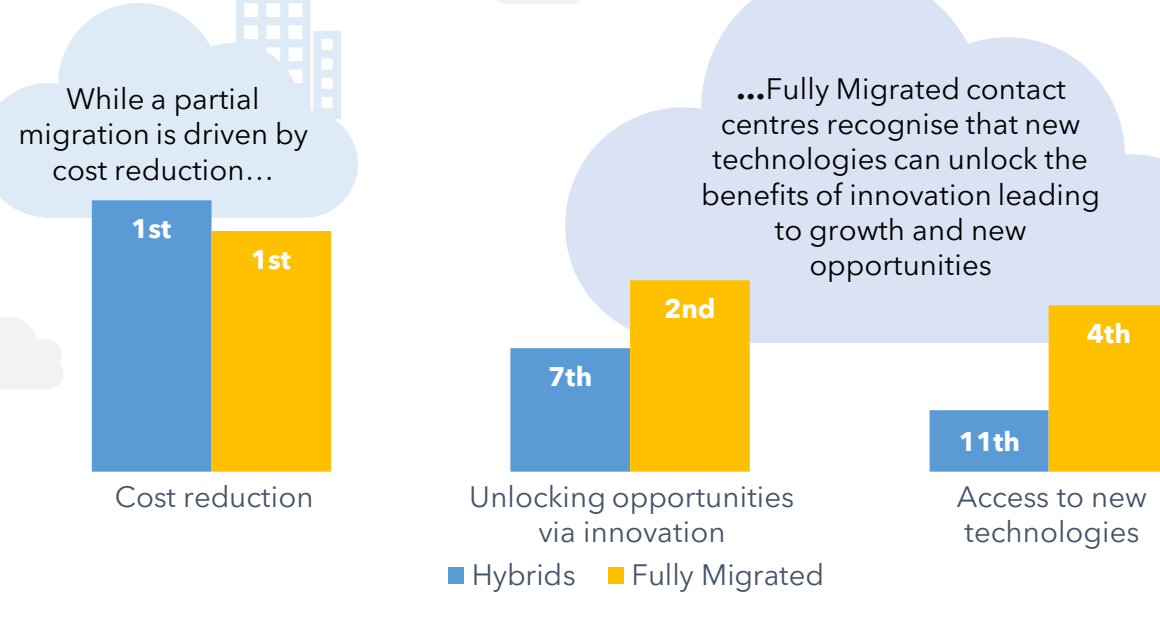 While a partial
migration is driven by
cost reduction…
...Fully Migrated contact
centres recognise that new
technologies can unlock the
benefits of innovation leading
to growth and new
opportunities
1st
1st
7th
2nd
11th
4th
Cost reduction
Unlocking opportunities
via innovation
Access to new
technologies
Hybrids
Fully Migrated